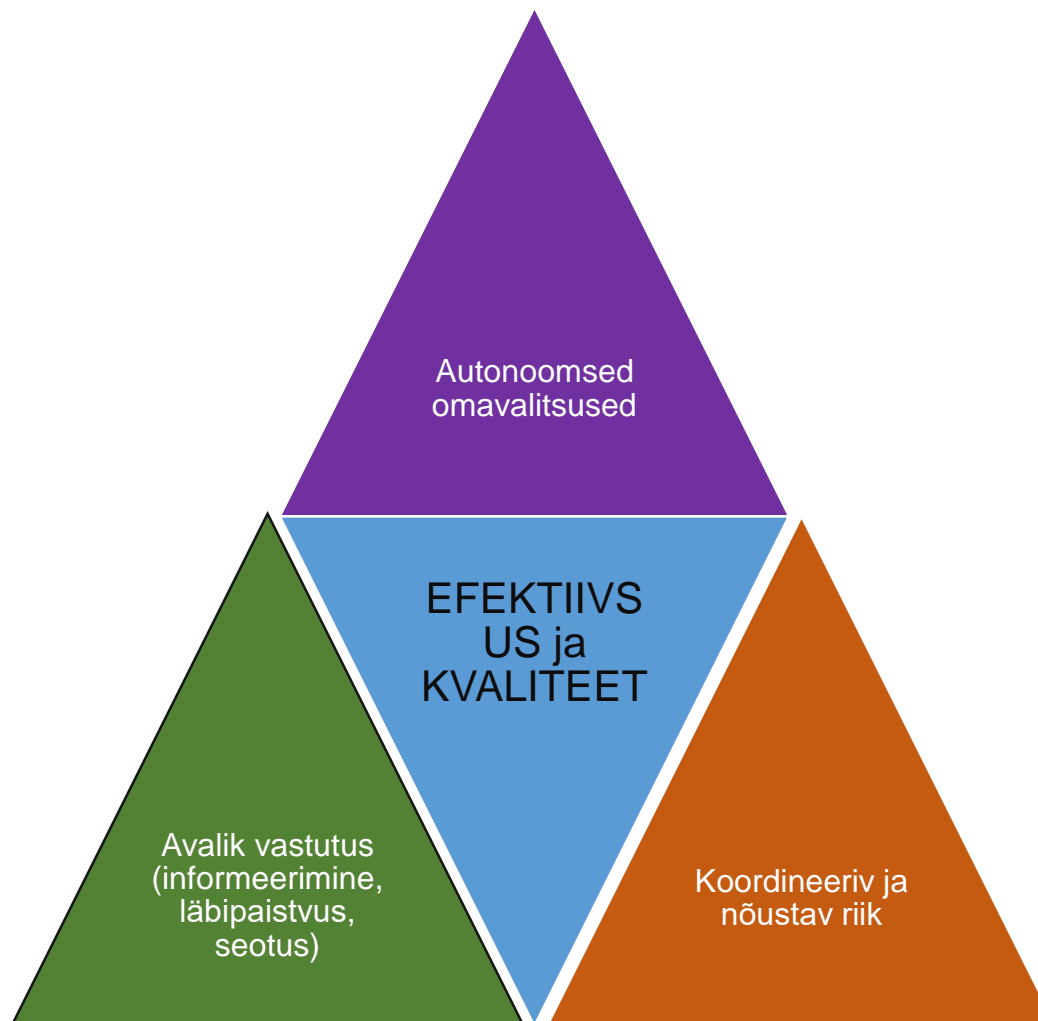 Autonoomsed
omavalitsused
EFEKTIIVS
US ja
KVALITEET
Avalik vastutus
(informeerimine,
läbipaistvus,
seotus)
Koordineeriv ja
nõustav riik